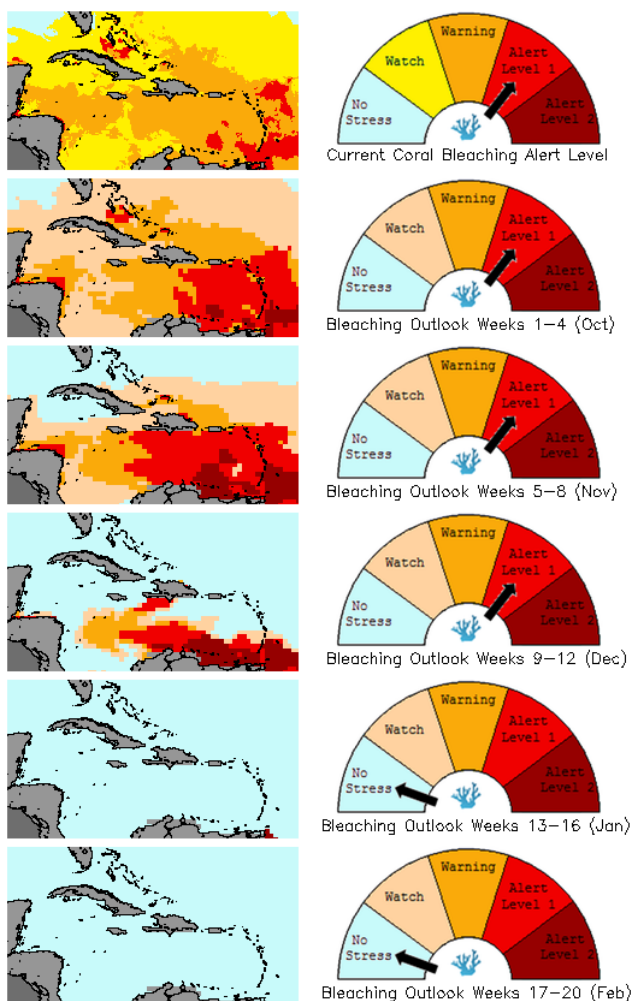 Warning
Watch
Alert
Level 1
No
Stress
Alert
Level 2
Current Coral Bleaching Alert Level
Warning
Watch
Alert
Level 1
No
Stress
Alert
Level 2
Bleaching Outlook Weeks 1-4 (Oct)
Warning
Watch
Alert
Level 1
No
Stress
Alert
Level 2
Bleaching Outlook Weeks 5-8 (Nov)
Warning
Watch
Alert
Level 1
No
Stress
Alert
Level 2
Bleaching Outlook Weeks 9-12 (Dec)
Warning
Watch
Alert
Level 1
No
Stress
Alert
Level 2
Bleaching Outlook Weeks 13-16 (Jan)
Warning
Watch
Alert
Level 1
No
Stress
Alert
Level 2
Bleaching Outlook Weeks 17-20 (Feb)